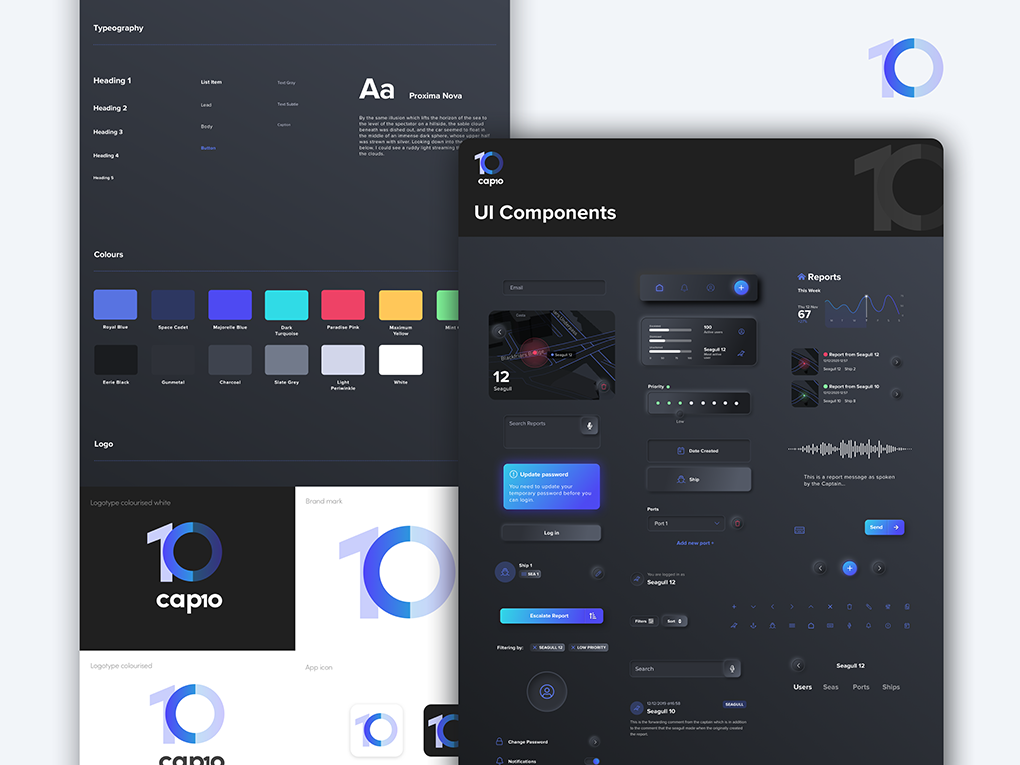 Typeography
Heading 1
Heading 2
Heading 3
Heading 4
Heading 5
List Item
Lead
Body
Button
Text Grey
Text Subtle
Caption
Aa
Proxima Nova
By the same illusion which lifts the horizon of the sea to
the level of the spectator on a hillside, the sable cloud
beneath was dished out, and the car seemed to float in
the middle of an immense dark sphere, whose upper half
was strewn with silver. Looking down into the
below, I could see a ruddy light streaming
the clouds.
Colours
Royal Blue
Space Cadet
Majorelle Blue
Dark
Turquoise
Paradise Pink
Maximum
Yellow
Mint
Eerie Black
Gunmetal
Charcoal
Slate Grey
Light
Periwinkle
White
Logo
Logotype colourised white
10
cap10
Brand mark
10
Logotype colourised
10
cap10
App icon
10
10
10
10
cap10
UI Components
Email
Blackfriars
Seagull 12
12
Seagull
Search Reports
Update password
You need to update your
temporary password before you
can login.
Log in
Ship 1
SEA 1
Escalate Report
Filtering by:
SEAGULL 12
LOW PRIORITY
Change Password
Notifications
100
Active users
Seagull 12
Most active
user
Priority
Low
Date Created
Ship
Ports
Port 1
Add new port +
You are logged in as
Seagull 12
Filters
Sort
Search
12/12/2019
Seagull 10
SEAGULL
This is the forwarding comment from the captain which is in addition
to the comment that the seagull made when the originally created
the report.
Reports
This Week
Thu 12 Nov
67
Report from Seagull 12
12/12/2020 12:57
Seagull 12
Ship 2
Report from Seagull 10
12/12/2020 12:57
Seagull 10
Ship 8
This is a report message as spoken
by the Captain...
Send
Seagull 12
Users
Seas
Ports
Ships